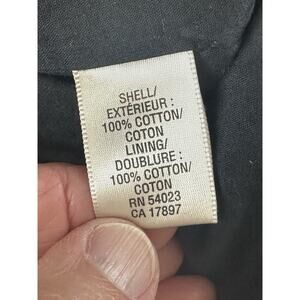 SHELL/
EXTÉRIEUR :
100% COTTON/
COTON
LINING/
DOUBLURE :
100% COTTON/
COTON
RN 54023
CA 17897